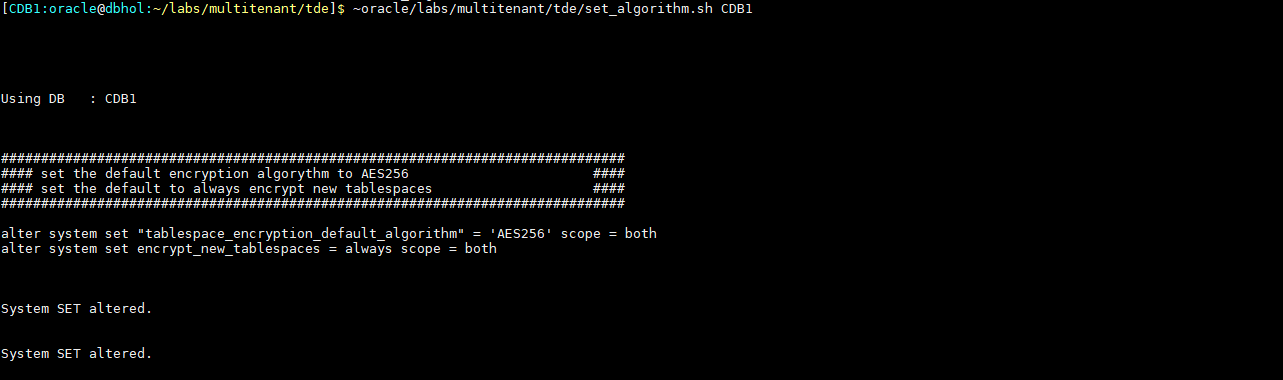 [CDB1:oracle@dbhol:~/labs/multitenant/tde]$ ~oracle/labs/multitenant/tde/set_algorithm.sh CDB1
Using DB   : CDB1
##############################################################################
#### set the default encryption algorythm to AES256                       ####
#### set the default to always encrypt new tablespaces                    ####
##############################################################################
alter system set "tablespace_encryption_default_algorithm" = 'AES256' scope = both
alter system set encrypt_new_tablespaces = always scope = both
System SET altered.
System SET altered.